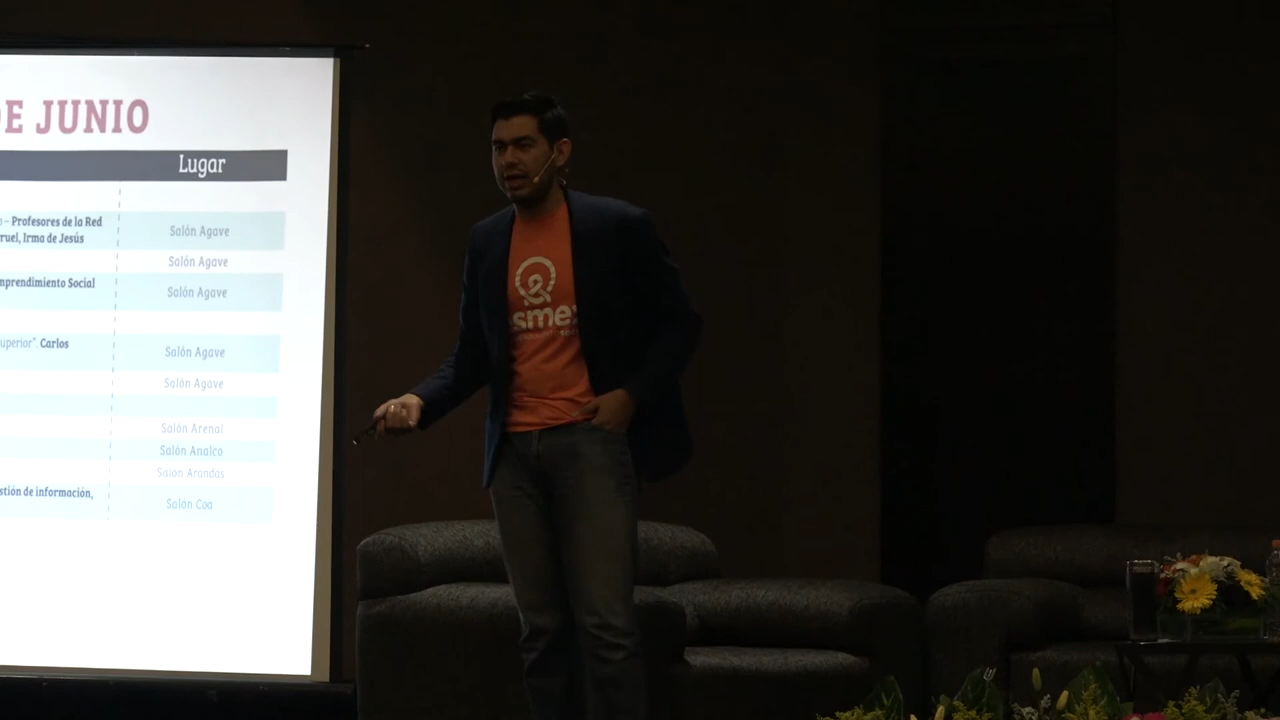 DE JUNIO
Lugar
– Profesores de la Red
Salón Agave
ruel, Irma de Jesús
Salón Agave
mprendimiento Social
Salón Agave
uperior". Carlos
Salón Agave
Salón Agave
Salón Arenal
Salón Analco
Salón Arandas
stión de información,
Salón Coa
sme